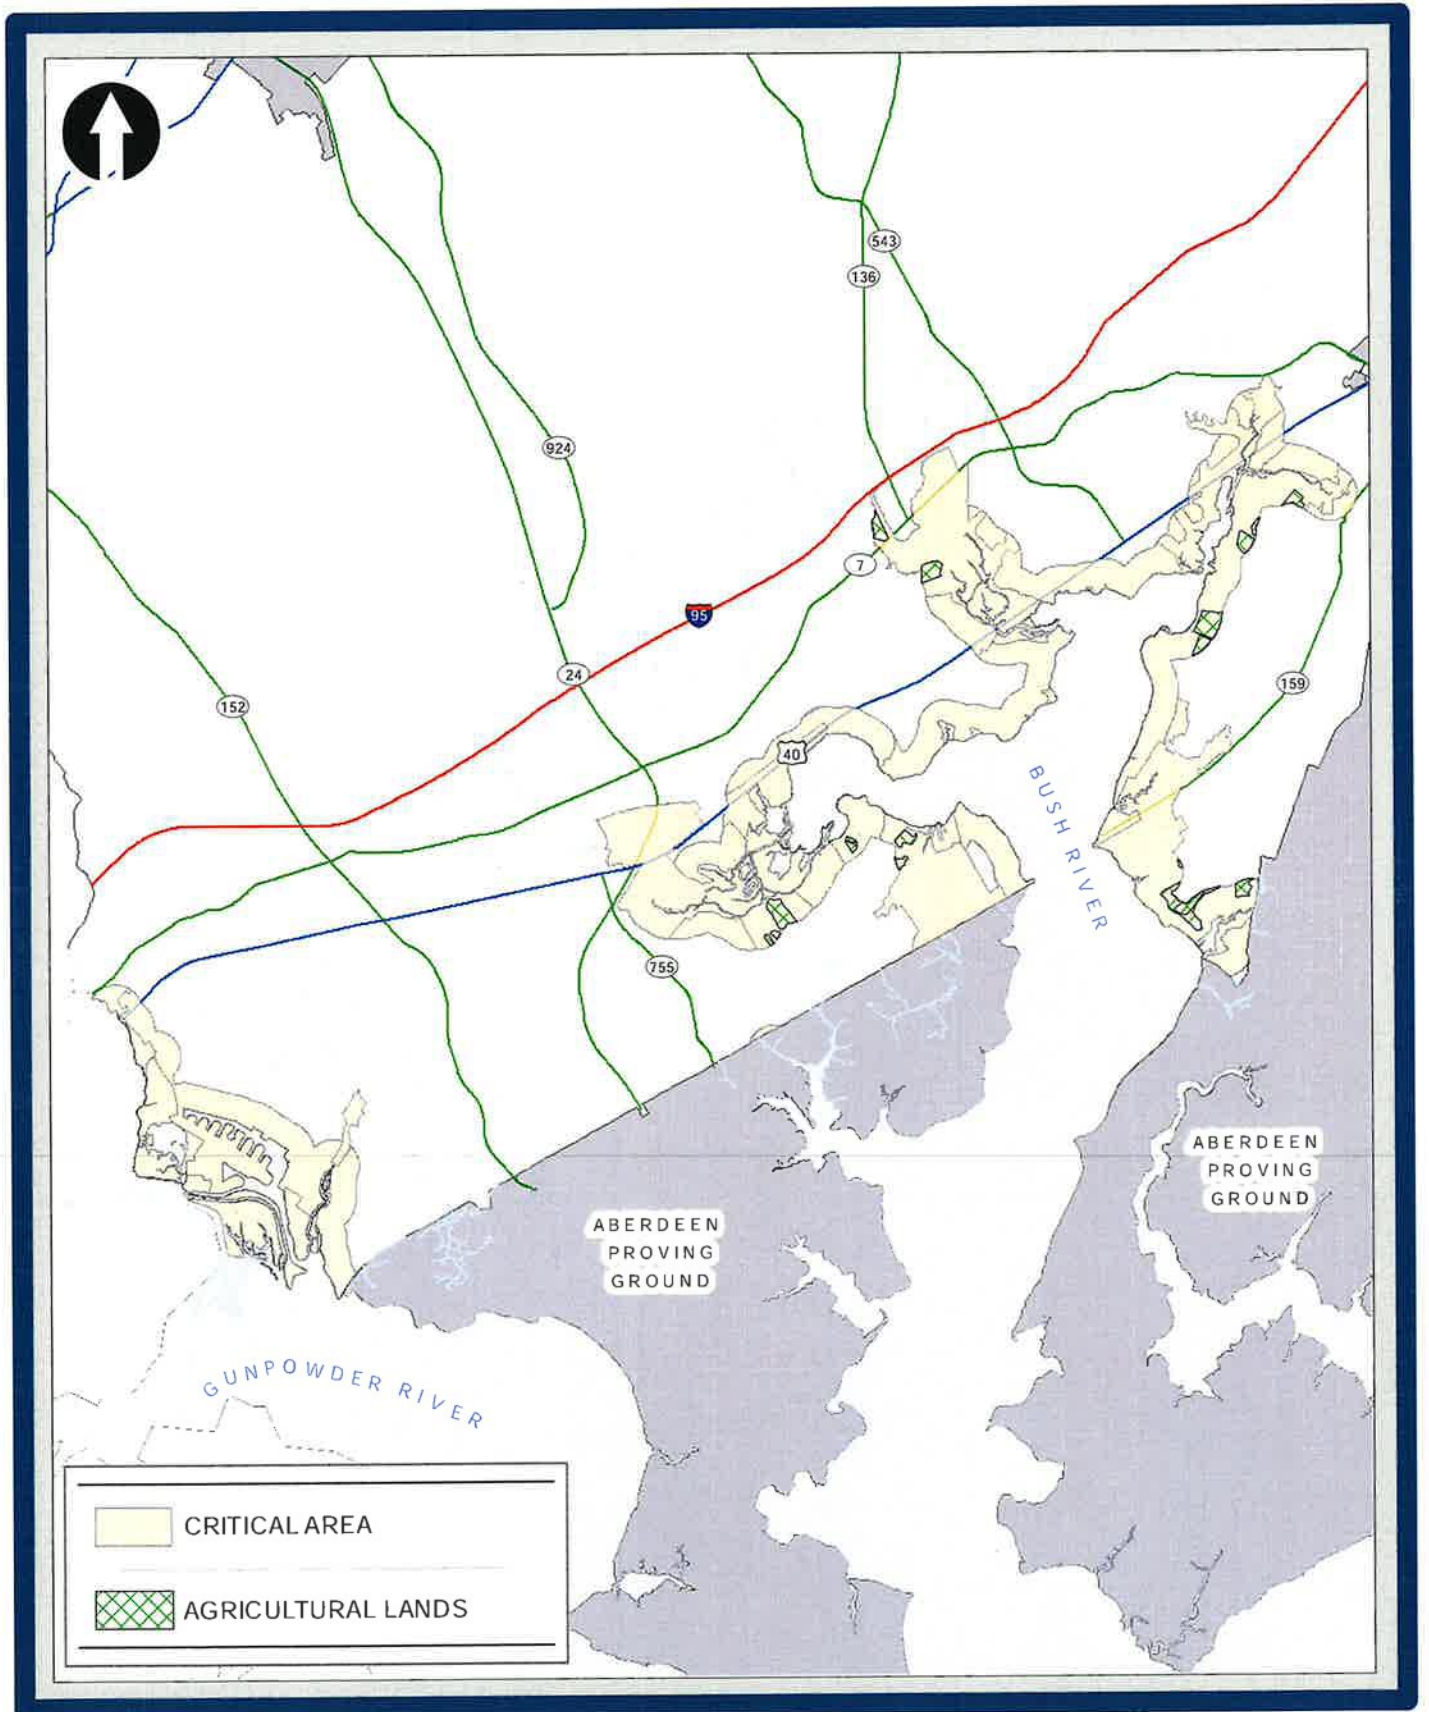 543
136
924
7
95
24
159
152
40
BUSH RIVER
755
ABERDEEN
PROVING
GROUND
ABERDEEN
PROVING
GROUND
GUNPOWDER RIVER
CRITICAL AREA
AGRICULTURAL LANDS